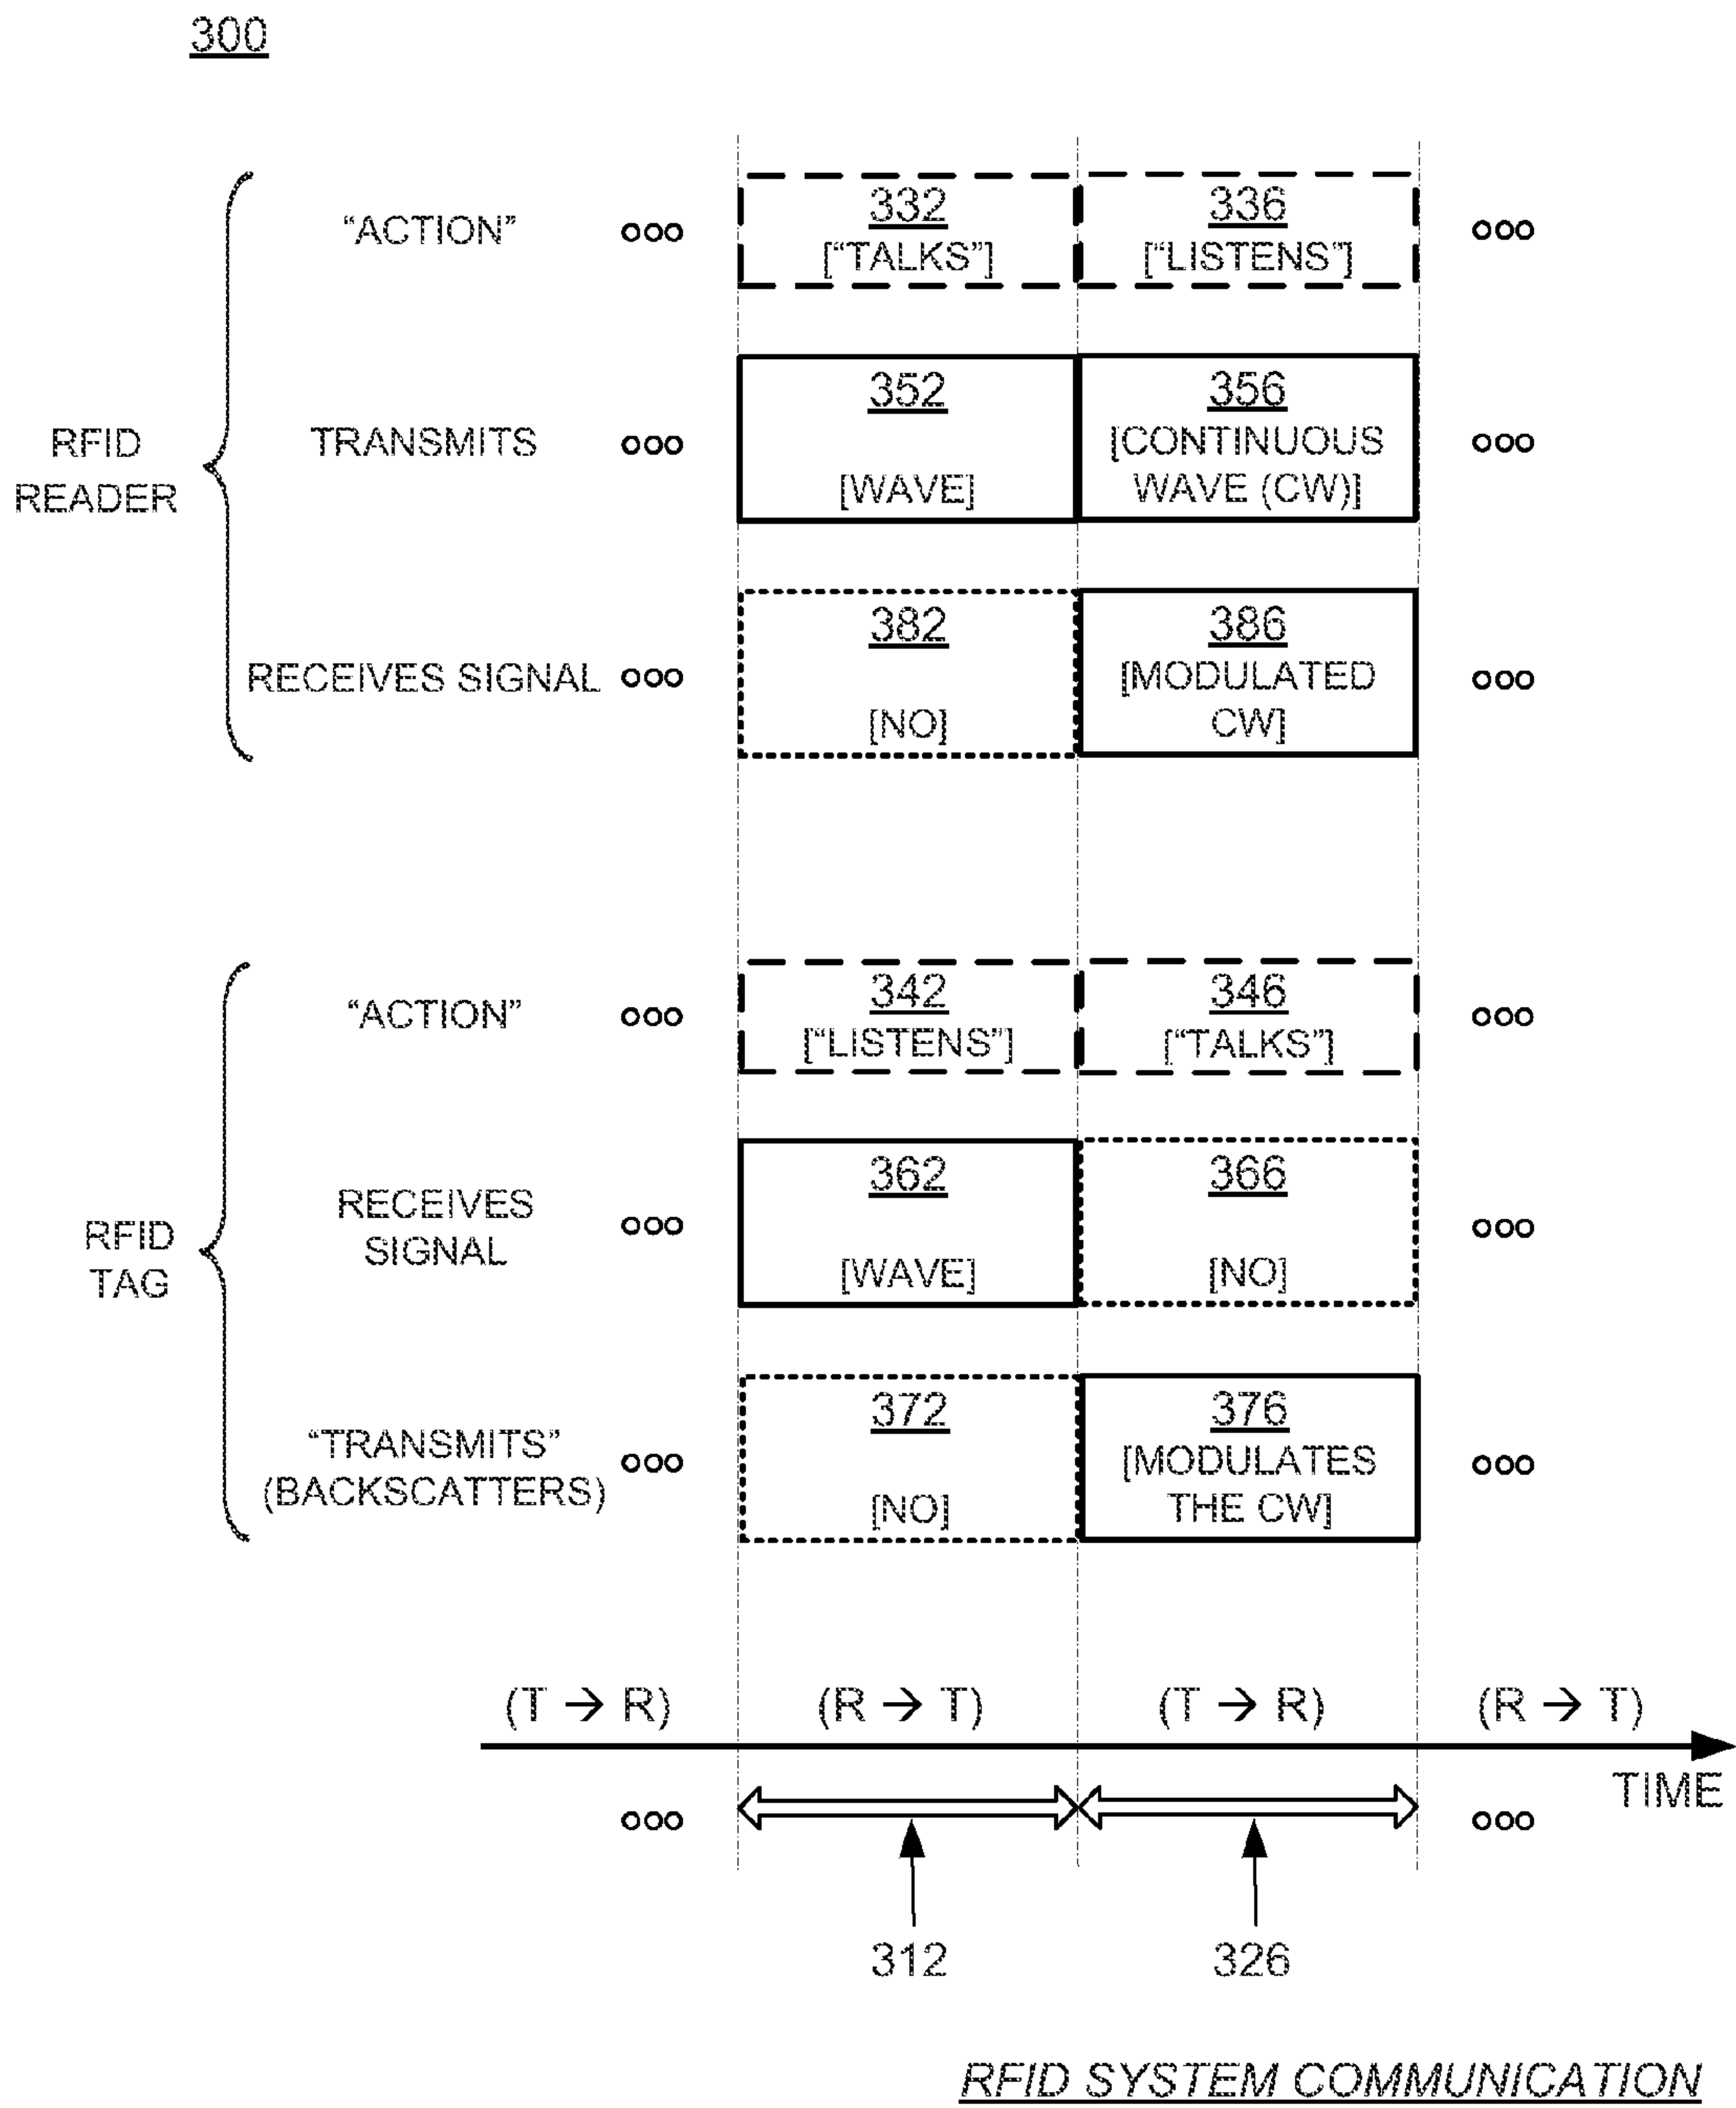 300
"ACTION"
332
["TALKS"]
336
["LISTENS"]
RFID
READER
TRANSMITS
352
[WAVE]
356
[CONTINUOUS
WAVE (CW)]
RECEIVES SIGNAL
382
[NO]
386
[MODULATED
CW]
"ACTION"
342
["LISTENS"]
346
["TALKS"]
RFID
TAG
RECEIVES
SIGNAL
362
[WAVE]
366
[NO]
"TRANSMITS"
(BACKSCATTERS)
372
[NO]
376
[MODULATES
THE CW]
(T → R) (R → T) (T → R) (R → T)
TIME
312 326
RFID SYSTEM COMMUNICATION